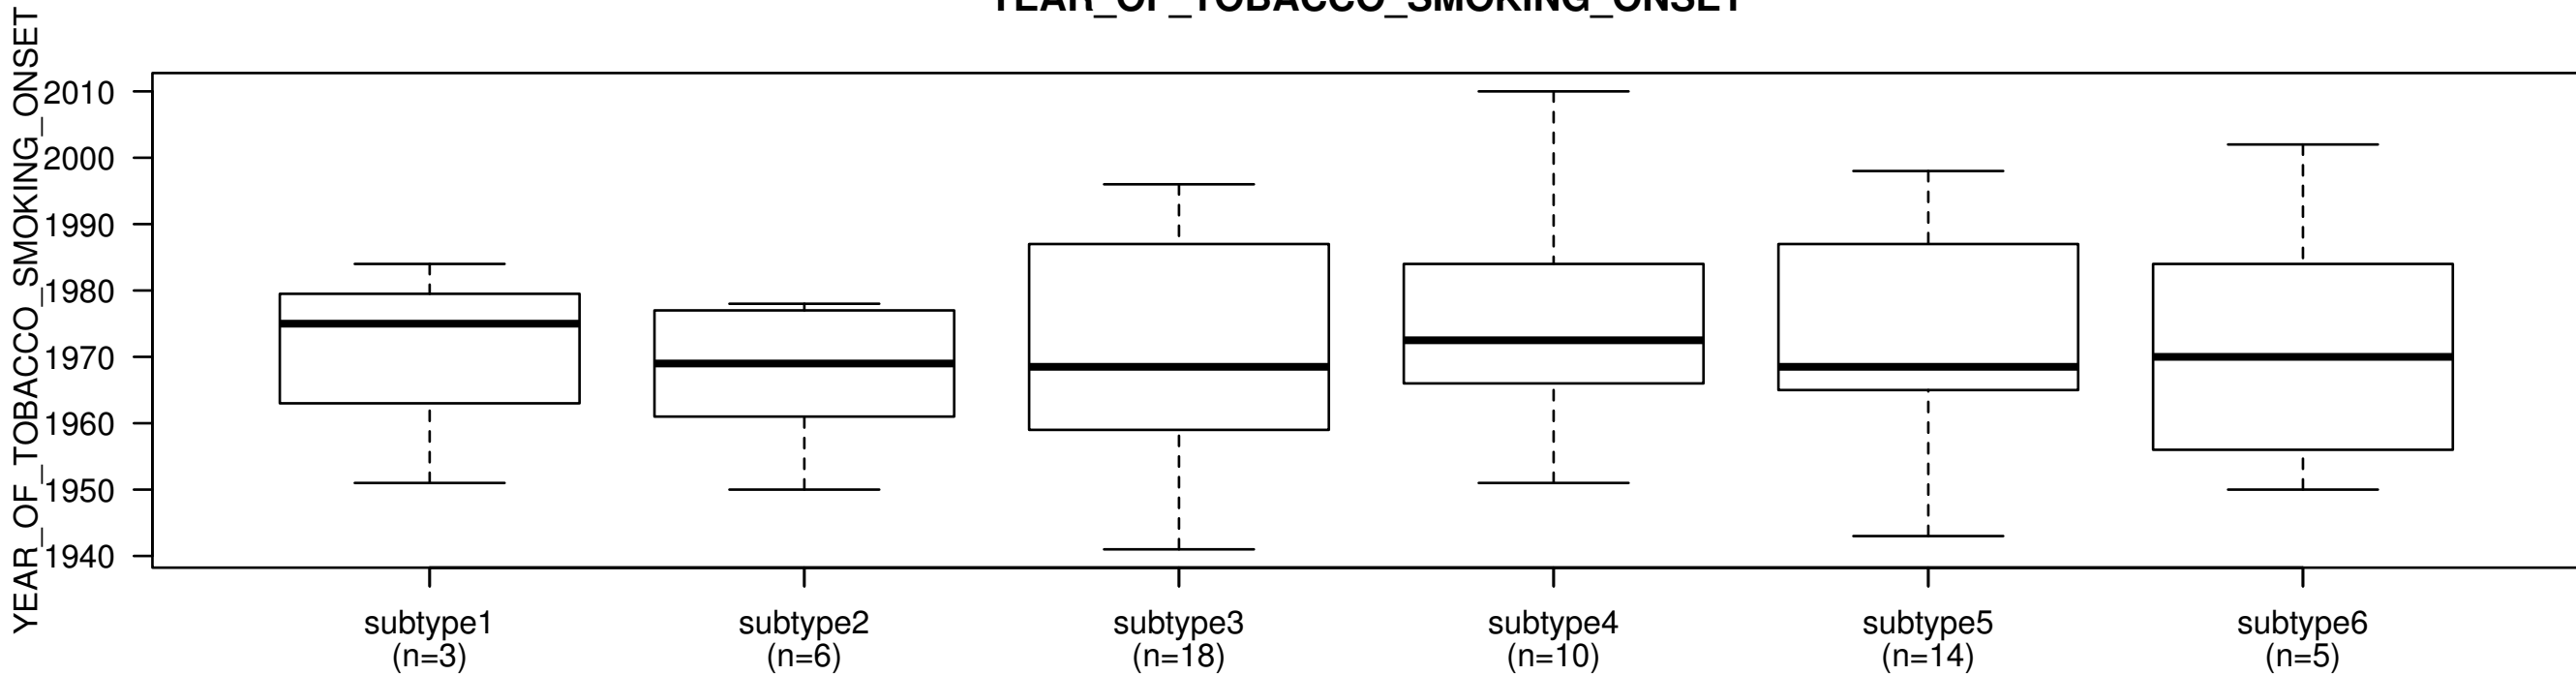 YEAR_OF_TOBACCO_SMOKING_ONSET
YEAR_OF_TOBACCO_SMOKING_ONSET
2010
2000
1990
1980
1970
1960
1950
1940
subtype1 subtype2 subtype3 subtype4 subtype5 subtype6
(n=3) (n=6) (n=18) (n=10) (n=14) (n=5)